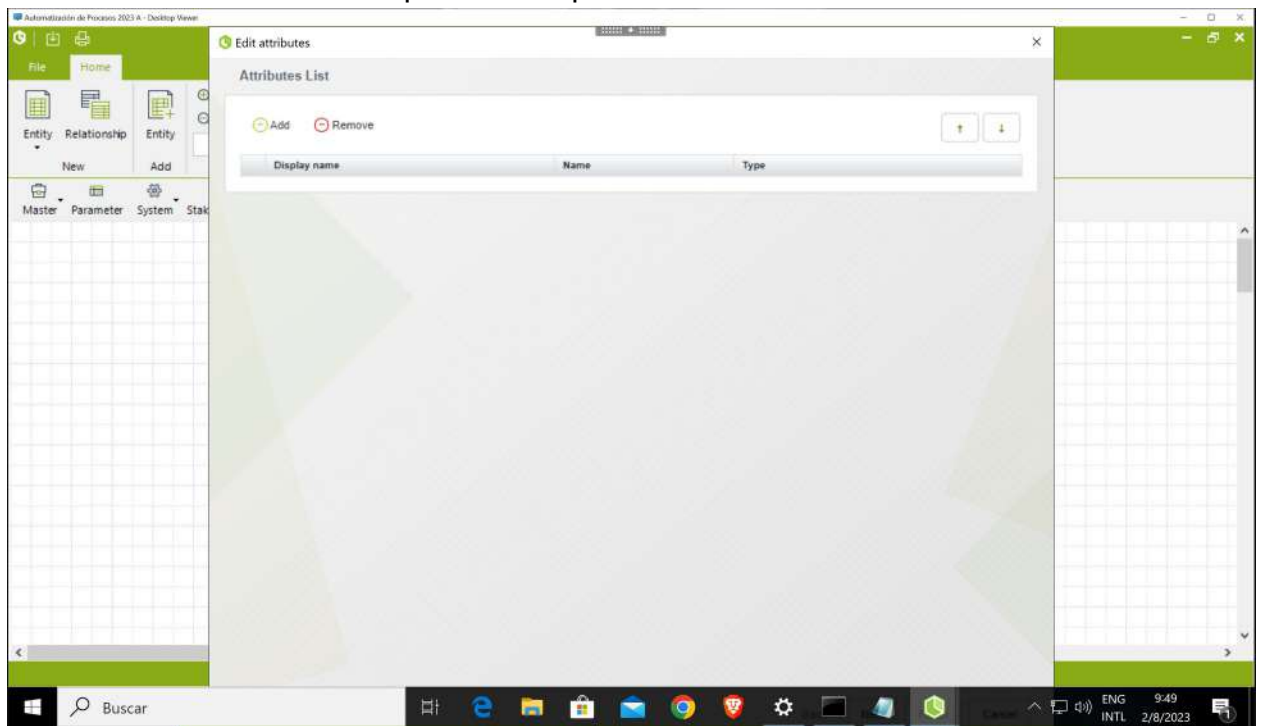 Automatización de Procesos 2023 A - Desktop Viewer
Edit attributes
File Home
Attributes List
Add Remove
Entity Relationship Entity
New Add
Display name Name Type
Master Parameter System Stak
Buscar
ENG 9:49
INTL 2/8/2023